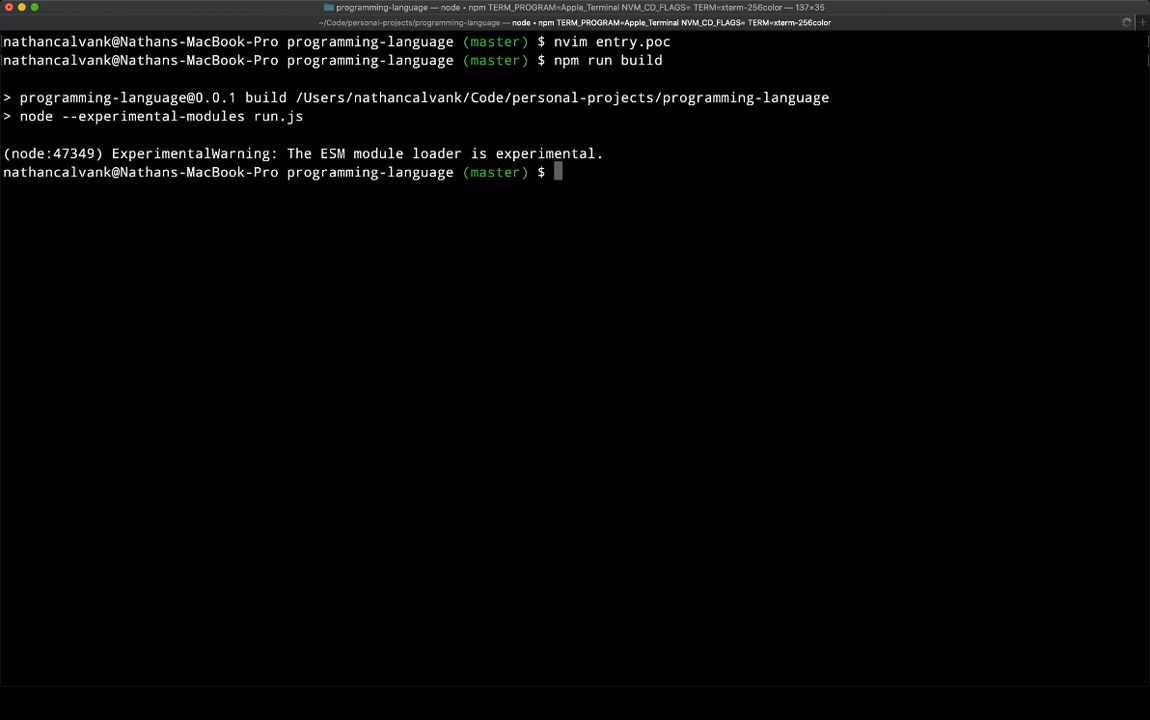 programming-language — node • npm TERM_PROGRAM=Apple_Terminal NVM_CD_FLAGS= TERM=xterm-256color — 137×35
~/Code/personal-projects/programming-language — node • npm TERM_PROGRAM=Apple_Terminal NVM_CD_FLAGS= TERM=xterm-256color
nathancalvank@Nathans-MacBook-Pro programming-language (master) $ nvim entry.poc
nathancalvank@Nathans-MacBook-Pro programming-language (master) $ npm run build
> programming-language@0.0.1 build /Users/nathancalvank/Code/personal-projects/programming-language
> node --experimental-modules run.js
(node:47349) ExperimentalWarning: The ESM module loader is experimental.
nathancalvank@Nathans-MacBook-Pro programming-language (master) $